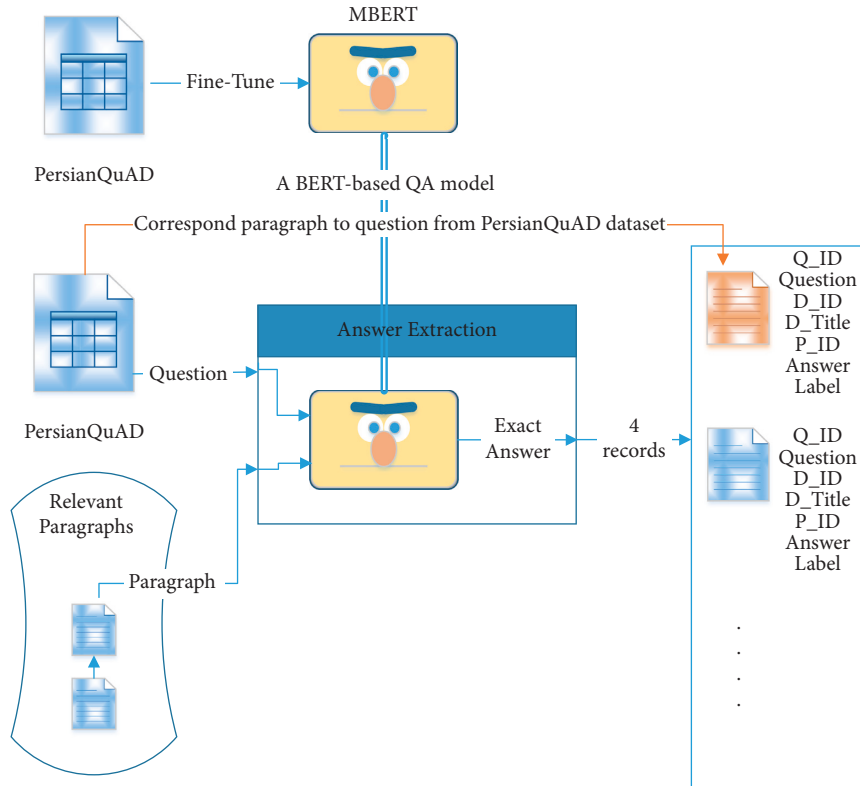 MBERT
Fine-Tune
PersianQuAD
A BERT-based QA model
Correspond paragraph to question from PersianQuAD dataset
Q_ID
Question
D_ID
D_Title
P_ID
Answer
Label
Answer Extraction
Question
PersianQuAD
Exact
Answer
4
records
Q_ID
Question
D_ID
D_Title
P_ID
Answer
Label
Relevant
Paragraphs
Paragraph
.
.
.
.